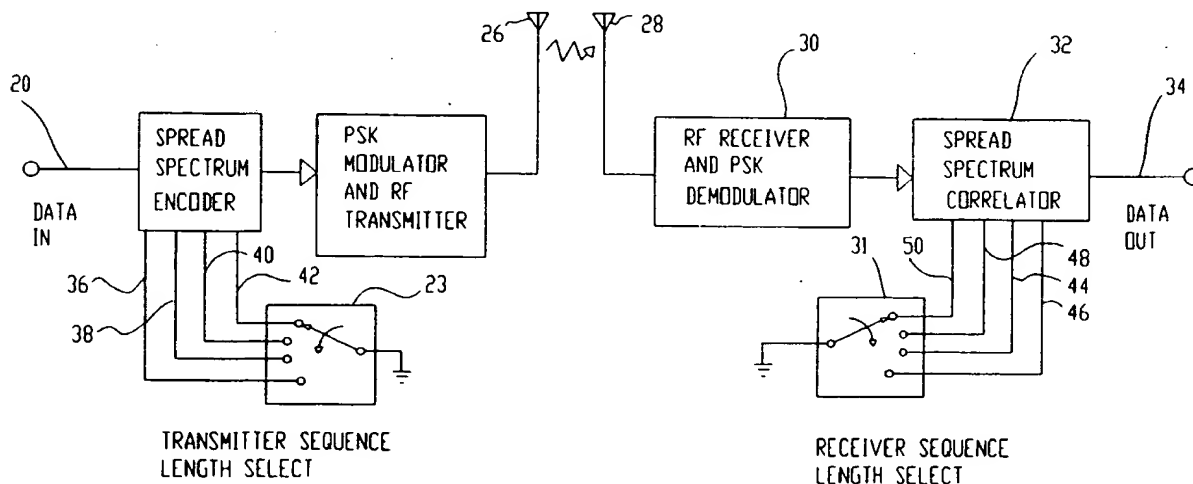 26
28
20
30
32
34
SPREAD
SPECTRUM
ENCODER
PSK
MODULATOR
AND RF
TRANSMITTER
RF RECEIVER
AND PSK
DEMODULATOR
SPREAD
SPECTRUM
CORRELATOR
DATA
IN
DATA
OUT
36
38
40
42
23
31
50
48
44
46
TRANSMITTER SEQUENCE
LENGTH SELECT
RECEIVER SEQUENCE
LENGTH SELECT